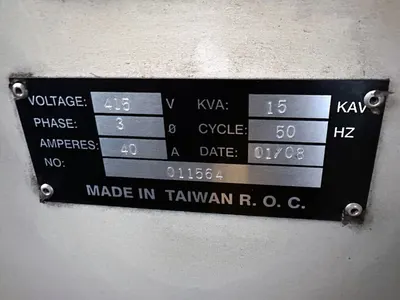 VOLTAGE: 415 V KVA: 15 KAV
PHASE: 3 Ø CYCLE: 50 HZ
AMPERES: 40 A DATE: 01/08
NO: 011564
MADE IN TAIWAN R. O. C.